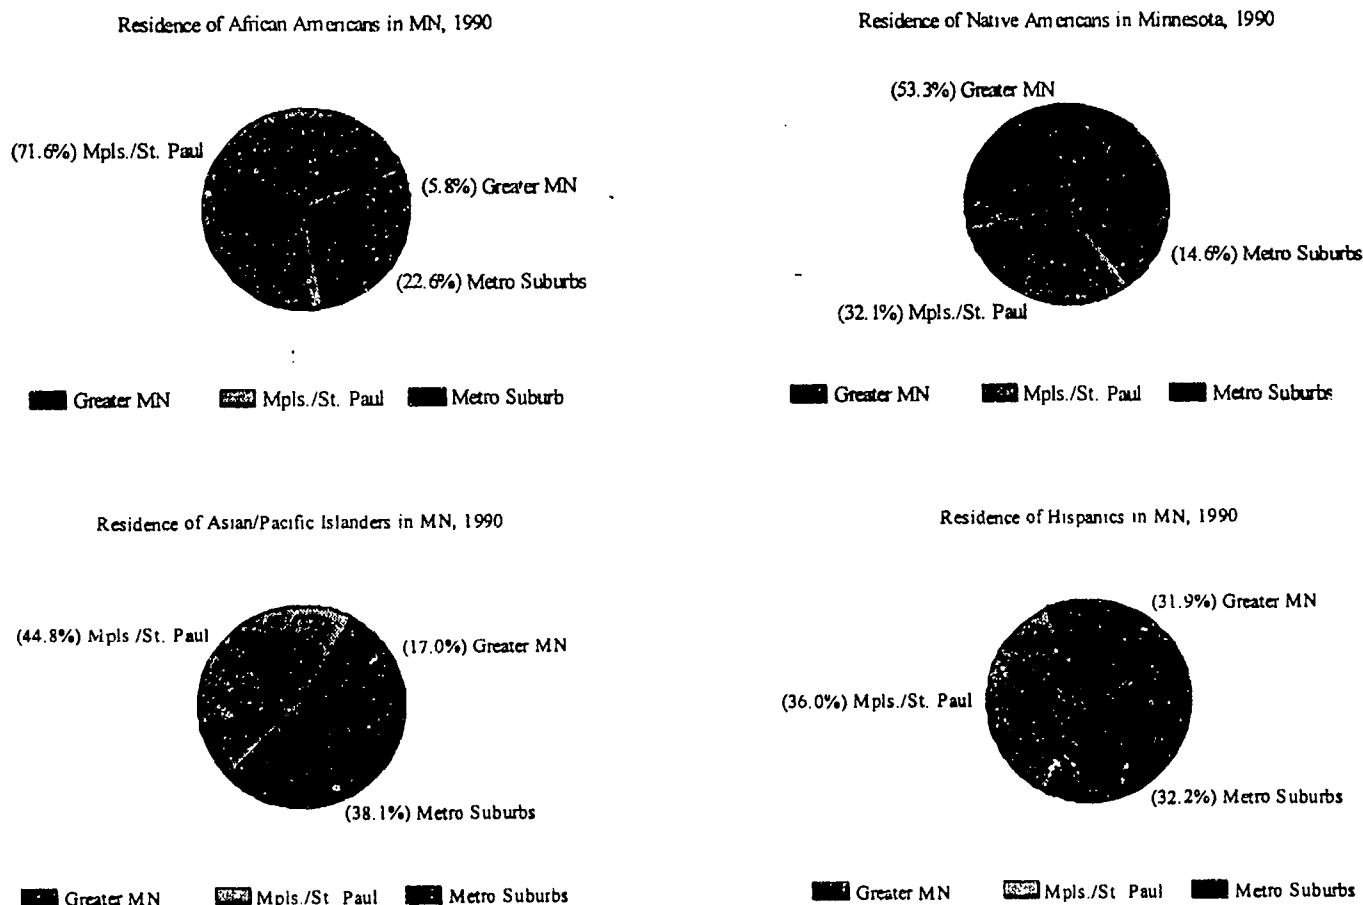 Residence of African Americans in MN, 1990
(71.6%) Mpls./St. Paul
(5.8%) Greater MN
(22.6%) Metro Suburbs
Greater MN Mpls./St. Paul Metro Suburb
Residence of Native Americans in Minnesota, 1990
(53.3%) Greater MN
(14.6%) Metro Suburbs
(32.1%) Mpls./St. Paul
Greater MN Mpls./St. Paul Metro Suburbs
Residence of Asian/Pacific Islanders in MN, 1990
(44.8%) Mpls /St. Paul
(17.0%) Greater MN
(38.1%) Metro Suburbs
Greater MN Mpls./St Paul Metro Suburbs
Residence of Hispanics in MN, 1990
(31.9%) Greater MN
(36.0%) Mpls./St. Paul
(32.2%) Metro Suburbs
Greater MN Mpls./St. Paul Metro Suburbs